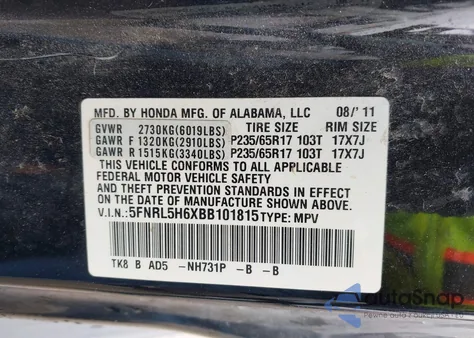 MFD. BY HONDA MFG. OF ALABAMA, LLC 08/'11
GVWR 2730KG(6019LBS) TIRE SIZE RIM SIZE
GAWR F 1320KG(2910LBS) P235/65R17 103T 17X7J
GAWR R 1515KG(3340LBS) P235/65R17 103T 17X7J
THIS VEHICLE CONFORMS TO ALL APPLICABLE
FEDERAL MOTOR VEHICLE SAFETY
AND THEFT PREVENTION STANDARDS IN EFFECT ON
THE DATE OF MANUFACTURE SHOWN ABOVE.
V.I.N.:5FNRL5H6XBB101815 TYPE: MPV
TK8 B AD5 -NH731P -B -B
AutoSnap
Pewne auto z USA